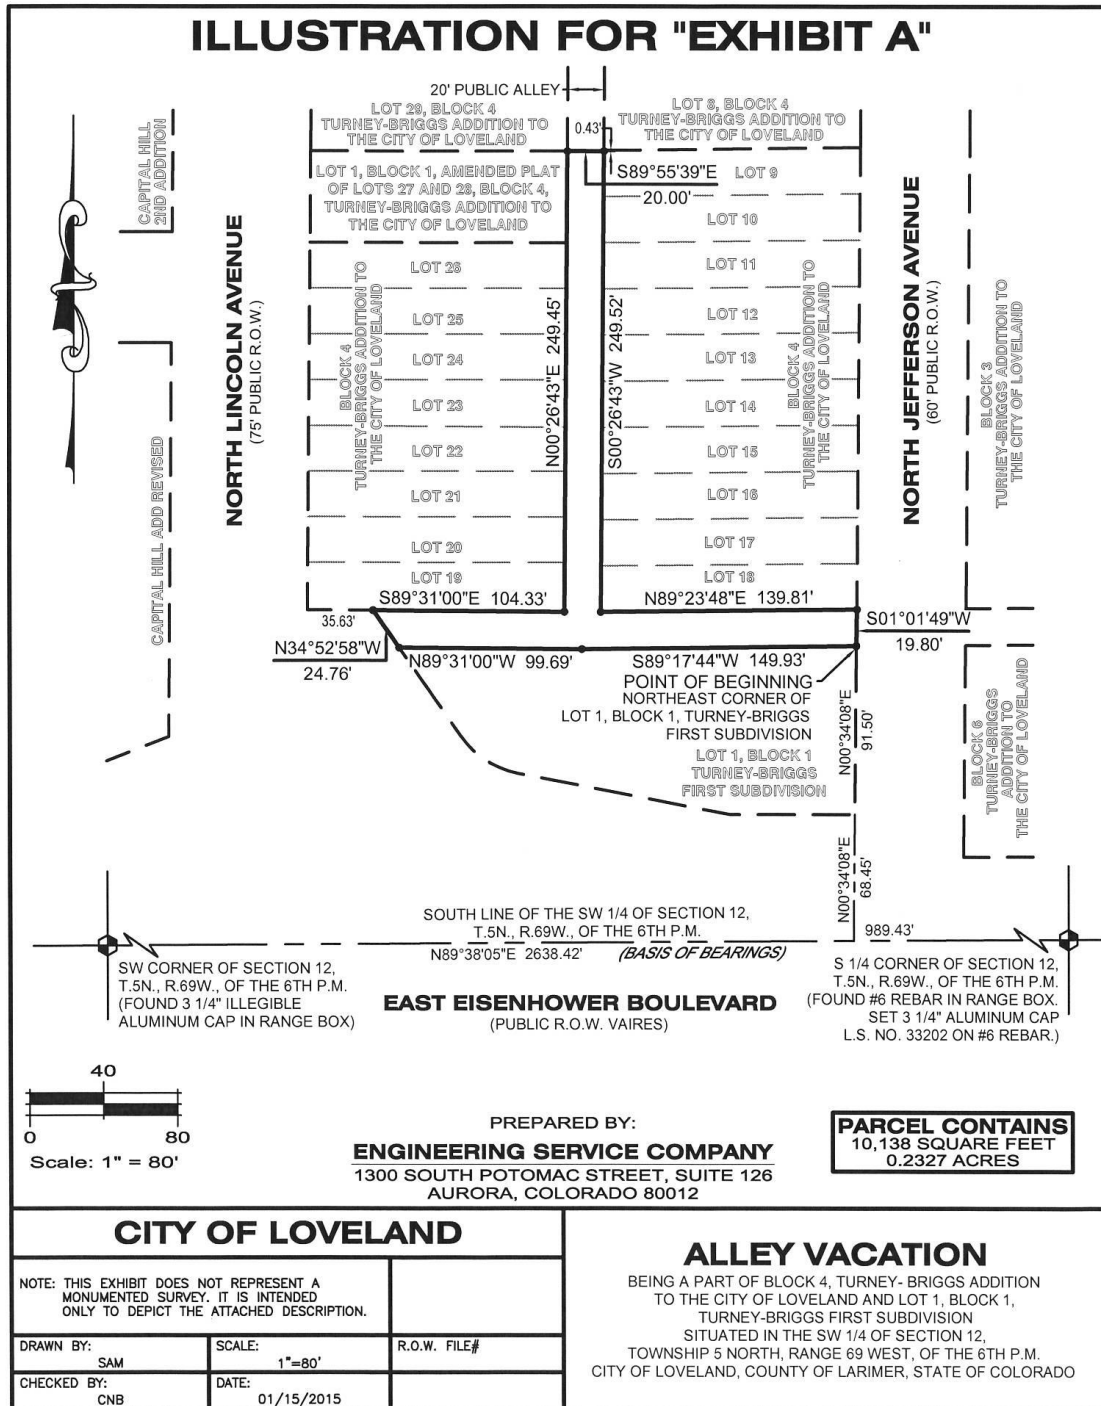 ILLUSTRATION FOR "EXHIBIT A"
20' PUBLIC ALLEY
LOT 29, BLOCK 4
TURNEY-BRIGGS ADDITION TO
THE CITY OF LOVELAND
LOT 8, BLOCK 4
TURNEY-BRIGGS ADDITION TO
THE CITY OF LOVELAND
0.43'
CAPITAL HILL
2ND ADDITION
LOT 1, BLOCK 1, AMENDED PLAT
OF LOTS 27 AND 28, BLOCK 4,
TURNEY-BRIGGS ADDITION TO
THE CITY OF LOVELAND
S89°55'39"E
20.00'
LOT 9
LOT 10
LOT 11
LOT 12
LOT 13
LOT 14
LOT 15
LOT 16
LOT 17
LOT 18
LOT 26
LOT 25
LOT 24
LOT 23
LOT 22
LOT 21
LOT 20
LOT 19
NORTH LINCOLN AVENUE
(75' PUBLIC R.O.W.)
BLOCK 4
TURNEY-BRIGGS ADDITION TO
THE CITY OF LOVELAND
N00°26'43"E 249.45'
S00°26'43"W 249.52'
BLOCK 4
TURNEY-BRIGGS ADDITION TO
THE CITY OF LOVELAND
NORTH JEFFERSON AVENUE
(60' PUBLIC R.O.W.)
BLOCK 3
TURNEY-BRIGGS ADDITION TO
THE CITY OF LOVELAND
CAPITAL HILL ADD REVISED
S89°31'00"E 104.33'
N89°23'48"E 139.81'
35.63'
S01°01'49"W
19.80'
N34°52'58"W
24.76'
N89°31'00"W 99.69'
S89°17'44"W 149.93'
POINT OF BEGINNING
NORTHEAST CORNER OF
LOT 1, BLOCK 1, TURNEY-BRIGGS
FIRST SUBDIVISION
N00°34'08"E
91.50'
LOT 1, BLOCK 1
TURNEY-BRIGGS
FIRST SUBDIVISION
BLOCK 6
TURNEY-BRIGGS
ADDITION TO
THE CITY OF LOVELAND
N00°34'08"E
68.45'
SOUTH LINE OF THE SW 1/4 OF SECTION 12,
T.5N., R.69W., OF THE 6TH P.M.
N89°38'05"E 2638.42' (BASIS OF BEARINGS)
989.43'
SW CORNER OF SECTION 12,
T.5N., R.69W., OF THE 6TH P.M.
(FOUND 3 1/4" ILLEGIBLE
ALUMINUM CAP IN RANGE BOX)
EAST EISENHOWER BOULEVARD
(PUBLIC R.O.W. VAIRES)
S 1/4 CORNER OF SECTION 12,
T.5N., R.69W., OF THE 6TH P.M.
(FOUND #6 REBAR IN RANGE BOX.
SET 3 1/4" ALUMINUM CAP
L.S. NO. 33202 ON #6 REBAR.)
40
0 80
Scale: 1" = 80'
PREPARED BY:
ENGINEERING SERVICE COMPANY
1300 SOUTH POTOMAC STREET, SUITE 126
AURORA, COLORADO 80012
PARCEL CONTAINS
10,138 SQUARE FEET
0.2327 ACRES
CITY OF LOVELAND
NOTE: THIS EXHIBIT DOES NOT REPRESENT A
MONUMENTED SURVEY. IT IS INTENDED
ONLY TO DEPICT THE ATTACHED DESCRIPTION.
DRAWN BY:
SAM
SCALE:
1"=80'
R.O.W. FILE#
CHECKED BY:
CNB
DATE:
01/15/2015
ALLEY VACATION
BEING A PART OF BLOCK 4, TURNEY- BRIGGS ADDITION
TO THE CITY OF LOVELAND AND LOT 1, BLOCK 1,
TURNEY-BRIGGS FIRST SUBDIVISION
SITUATED IN THE SW 1/4 OF SECTION 12,
TOWNSHIP 5 NORTH, RANGE 69 WEST, OF THE 6TH P.M.
CITY OF LOVELAND, COUNTY OF LARIMER, STATE OF COLORADO